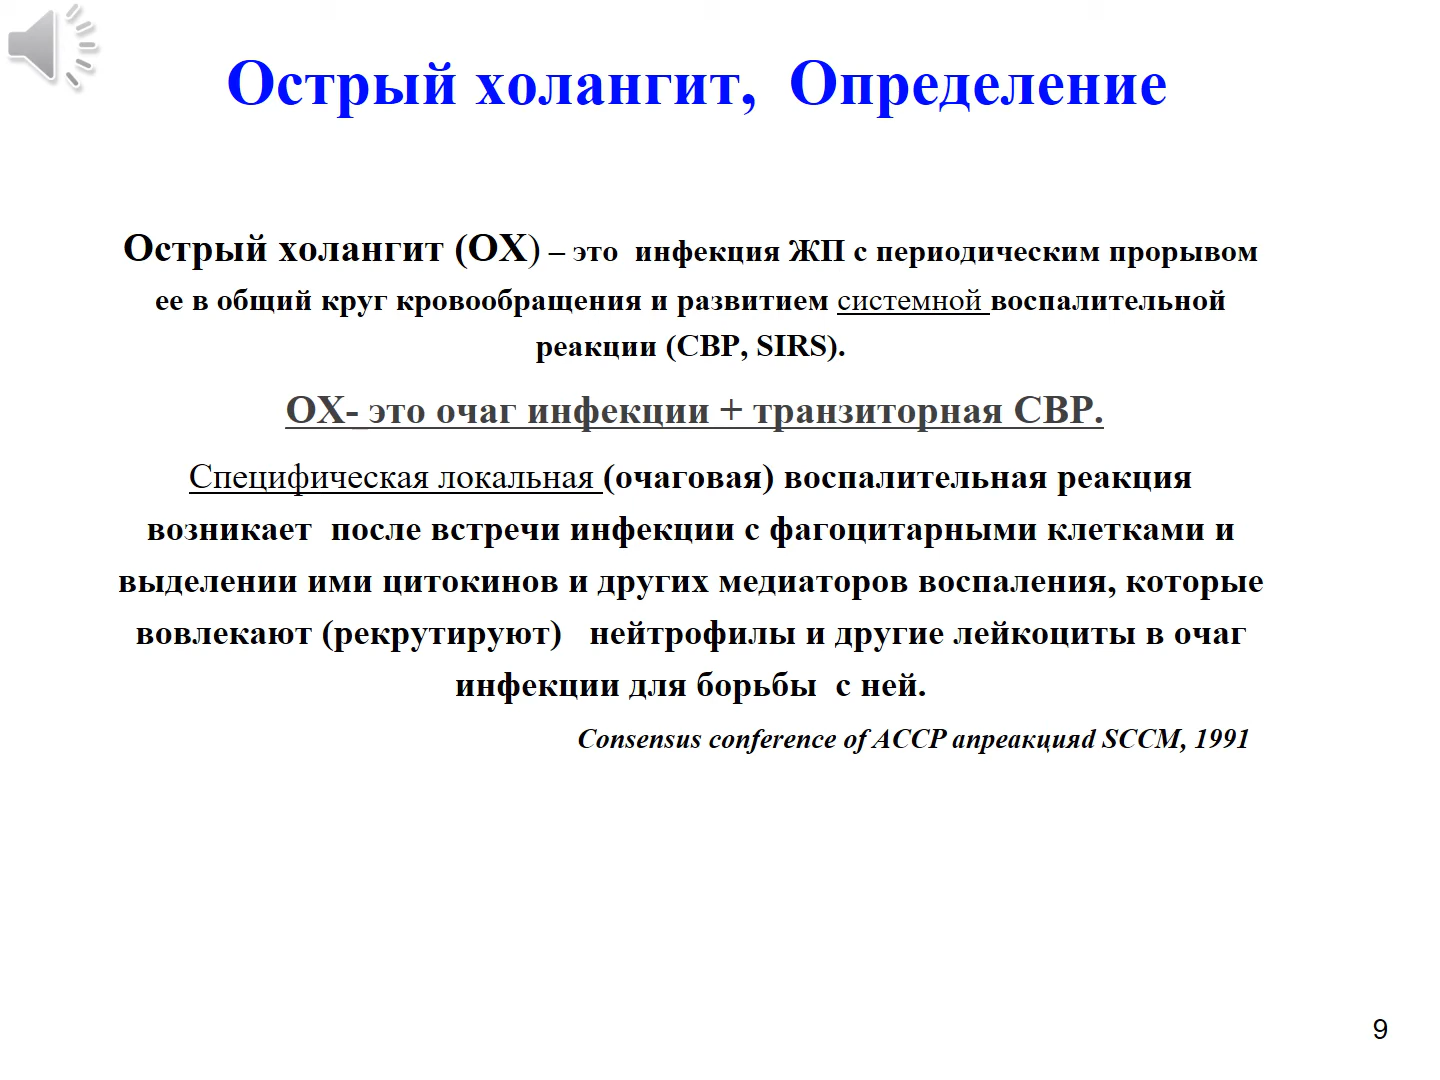 Острый холангит, Определение
Острый холангит (ОХ) – это инфекция ЖП с периодическим прорывом
ее в общий круг кровообращения и развитием системной воспалительной
реакции (СВР, SIRS).
ОХ- это очаг инфекции + транзиторная СВР.
Специфическая локальная (очаговая) воспалительная реакция
возникает после встречи инфекции с фагоцитарными клетками и
выделении ими цитокинов и других медиаторов воспаления, которые
вовлекают (рекрутируют) нейтрофилы и другие лейкоциты в очаг
инфекции для борьбы с ней.
Consensus conference of ACCP апреакцияd SCCM, 1991
9